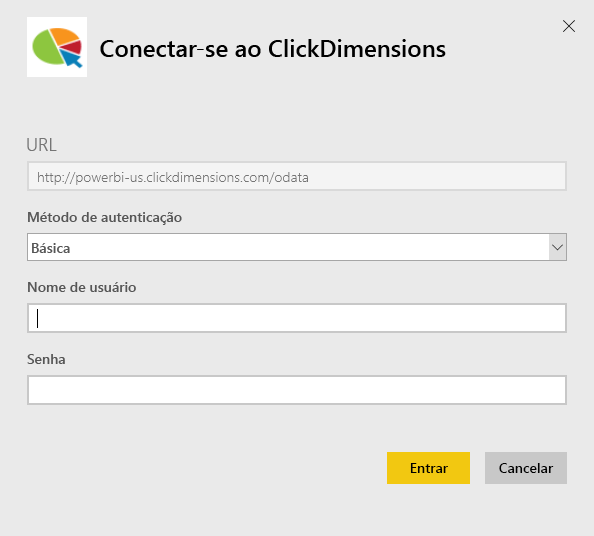 Conectar-se ao ClickDimensions
URL
http://powerbi-us.clickdimensions.com/odata
Método de autenticação
Básica
Nome de usuário
Senha
Entrar
Cancelar